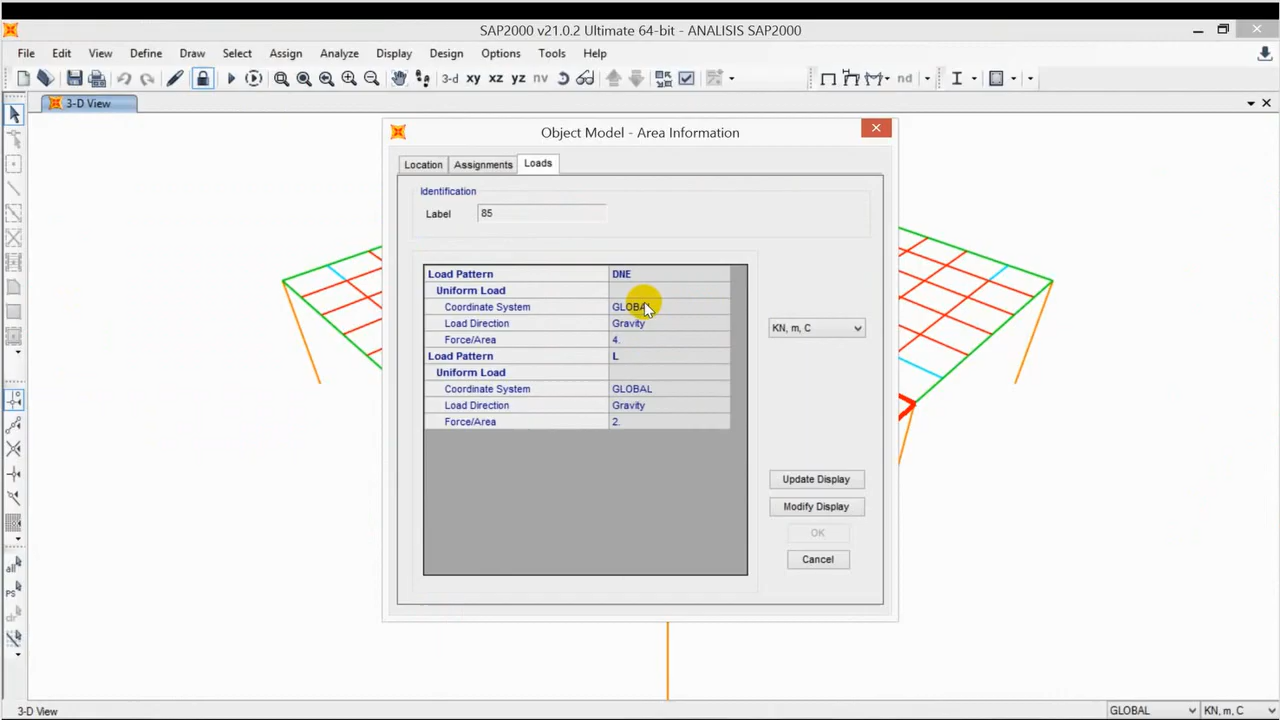 SAP2000 v21.0.2 Ultimate 64-bit - ANALISIS SAP2000
File Edit View Define Draw Select Assign Analyze Display Design Options Tools Help
3-d xy xz yz nv nd
3-D View
Object Model - Area Information
Location Assignments Loads
Identification
Label 85
Load Pattern DNE
Uniform Load
Coordinate System GLOBAL
Load Direction Gravity
Force/Area 4.
Load Pattern L
Uniform Load
Coordinate System GLOBAL
Load Direction Gravity
Force/Area 2.
KN, m, C
Update Display
Modify Display
OK
Cancel
all
PS
dr
3-D View GLOBAL KN, m, C